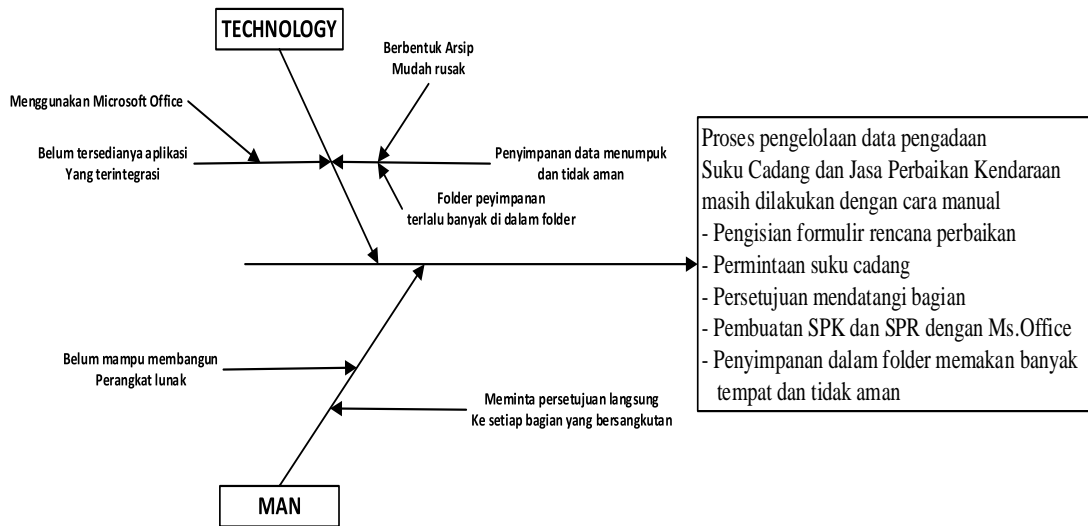 TECHNOLOGY
Berbentuk Arsip
Mudah rusak
Menggunakan Microsoft Office
Belum tersedianya aplikasi
Yang terintegrasi
Penyimpanan data menumpuk
dan tidak aman
Folder peyimpanan
terlalu banyak di dalam folder
Proses pengelolaan data pengadaan
Suku Cadang dan Jasa Perbaikan Kendaraan
masih dilakukan dengan cara manual
- Pengisian formulir rencana perbaikan
- Permintaan suku cadang
- Persetujuan mendatangi bagian
- Pembuatan SPK dan SPR dengan Ms.Office
- Penyimpanan dalam folder memakan banyak
tempat dan tidak aman
Belum mampu membangun
Perangkat lunak
Meminta persetujuan langsung
Ke setiap bagian yang bersangkutan
MAN